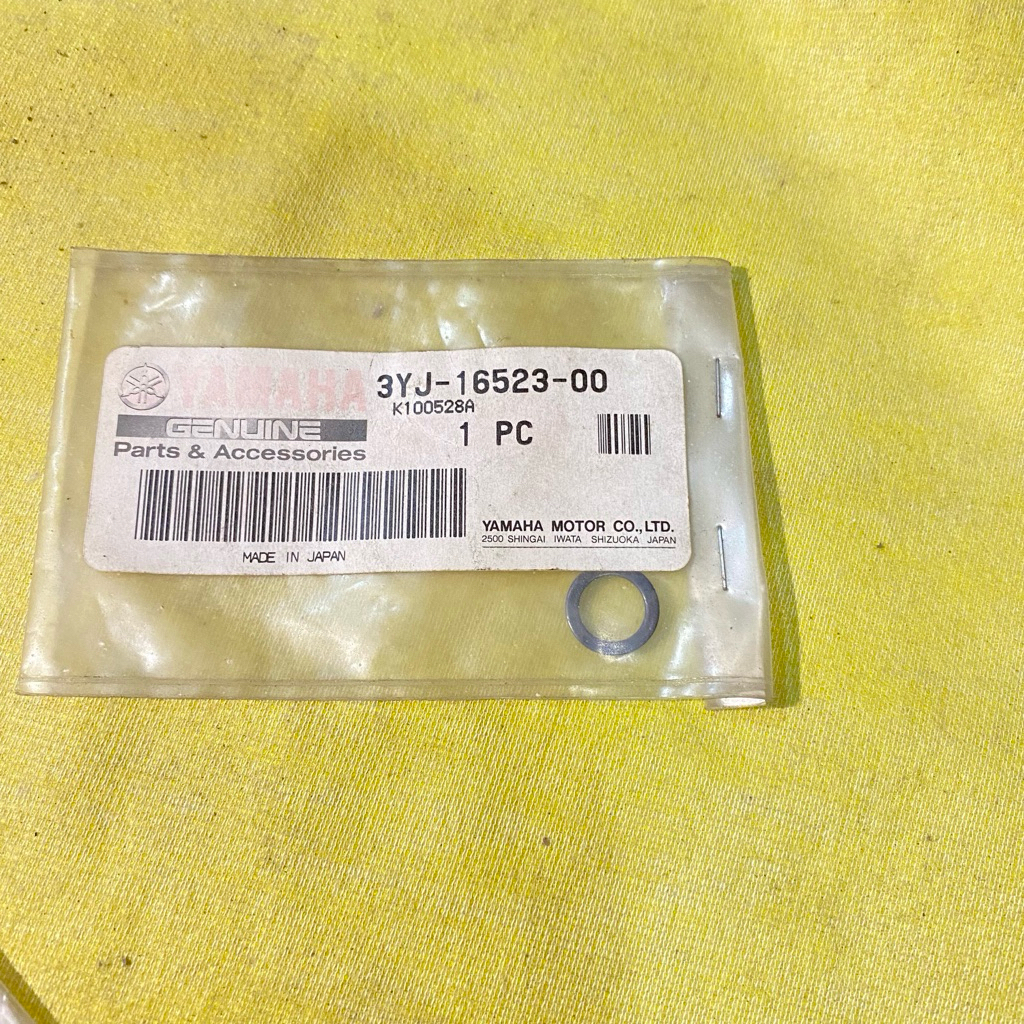 YAMAHA 3YJ-16523-00
K100528A
GENUINE 1 PC
Parts & Accessories
YAMAHA MOTOR CO.,LTD.
2500 SHINGAI IWATA SHIZUOKA JAPAN
MADE IN JAPAN